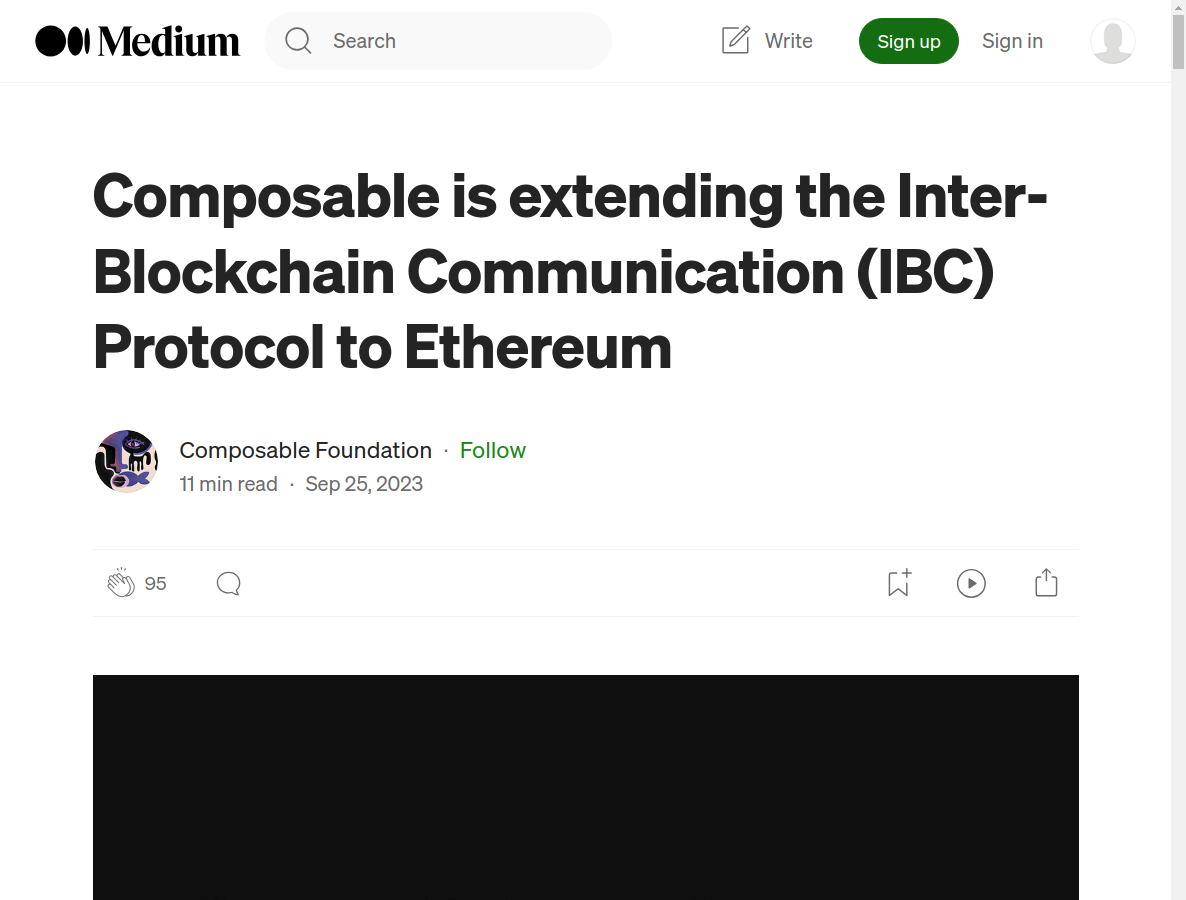 Medium
Search
Write
Sign up
Sign in
Composable is extending the Inter-
Blockchain Communication (IBC)
Protocol to Ethereum
Composable Foundation · Follow
11 min read · Sep 25, 2023
95